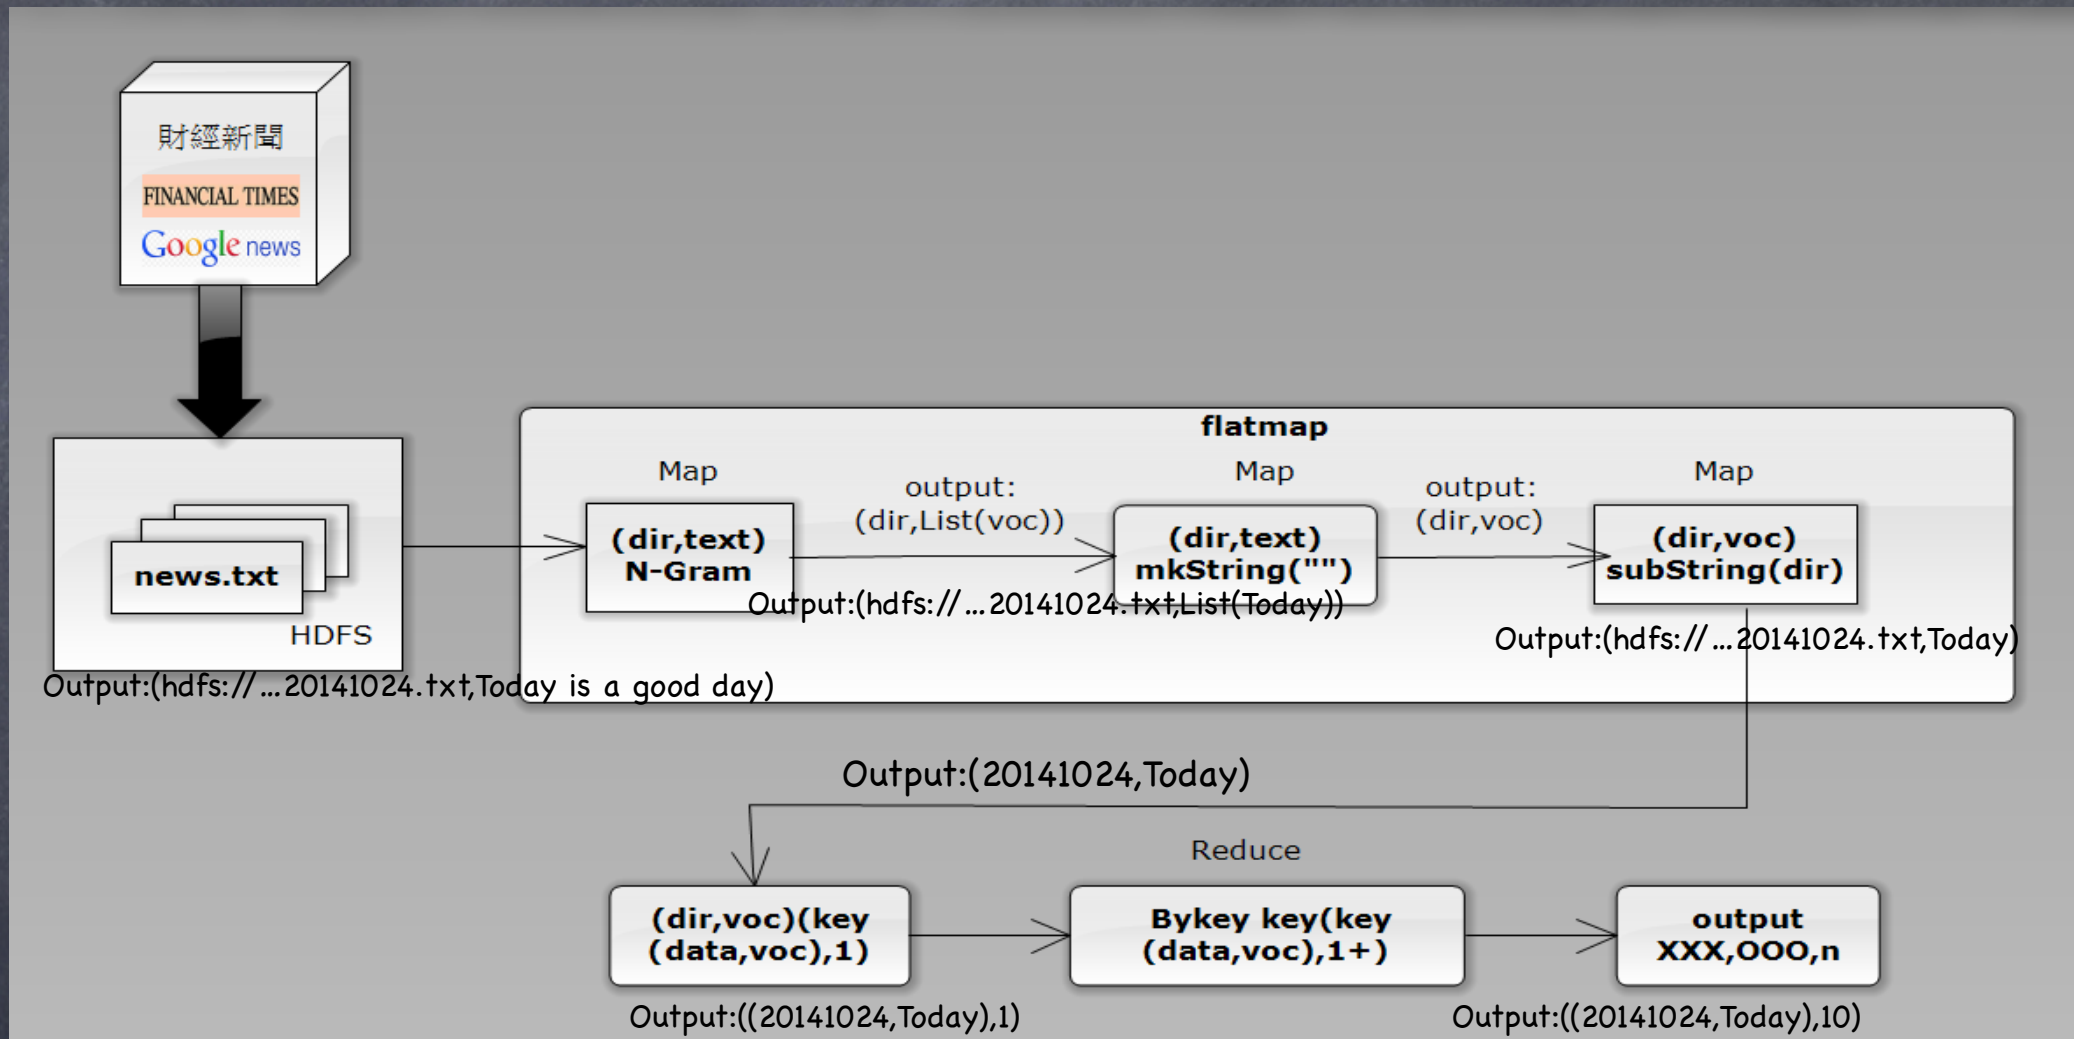 財經新聞
FINANCIAL TIMES
Google news
news.txt
HDFS
Output:(hdfs://...20141024.txt,Today is a good day)
flatmap
Map
(dir,text)
N-Gram
output:
(dir,List(voc))
Output:(hdfs://...20141024.txt,List(Today))
Map
(dir,text)
mkString("")
output:
(dir,voc)
Map
(dir,voc)
subString(dir)
Output:(hdfs://...20141024.txt,Today)
Output:(20141024,Today)
(dir,voc)(key
(data,voc),1)
Output:((20141024,Today),1)
Reduce
Bykey key(key
(data,voc),1+)
output
XXX,OOO,n
Output:((20141024,Today),10)